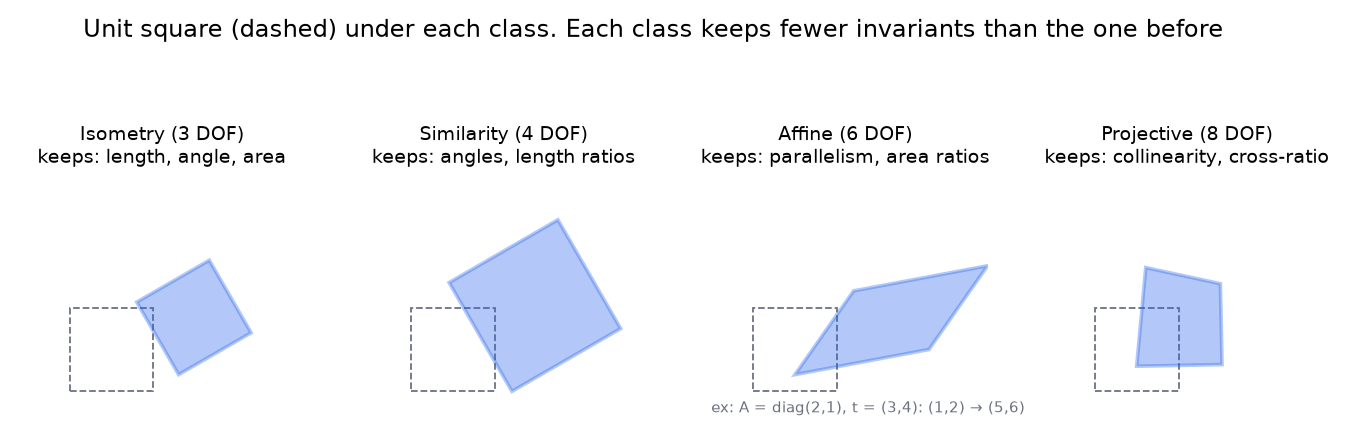 Unit square (dashed) under each class. Each class keeps fewer invariants than the one before
Isometry (3 DOF)
keeps: length, angle, area
Similarity (4 DOF)
keeps: angles, length ratios
Affine (6 DOF)
keeps: parallelism, area ratios
Projective (8 DOF)
keeps: collinearity, cross-ratio
ex: A = diag(2,1), t = (3,4): (1,2) → (5,6)